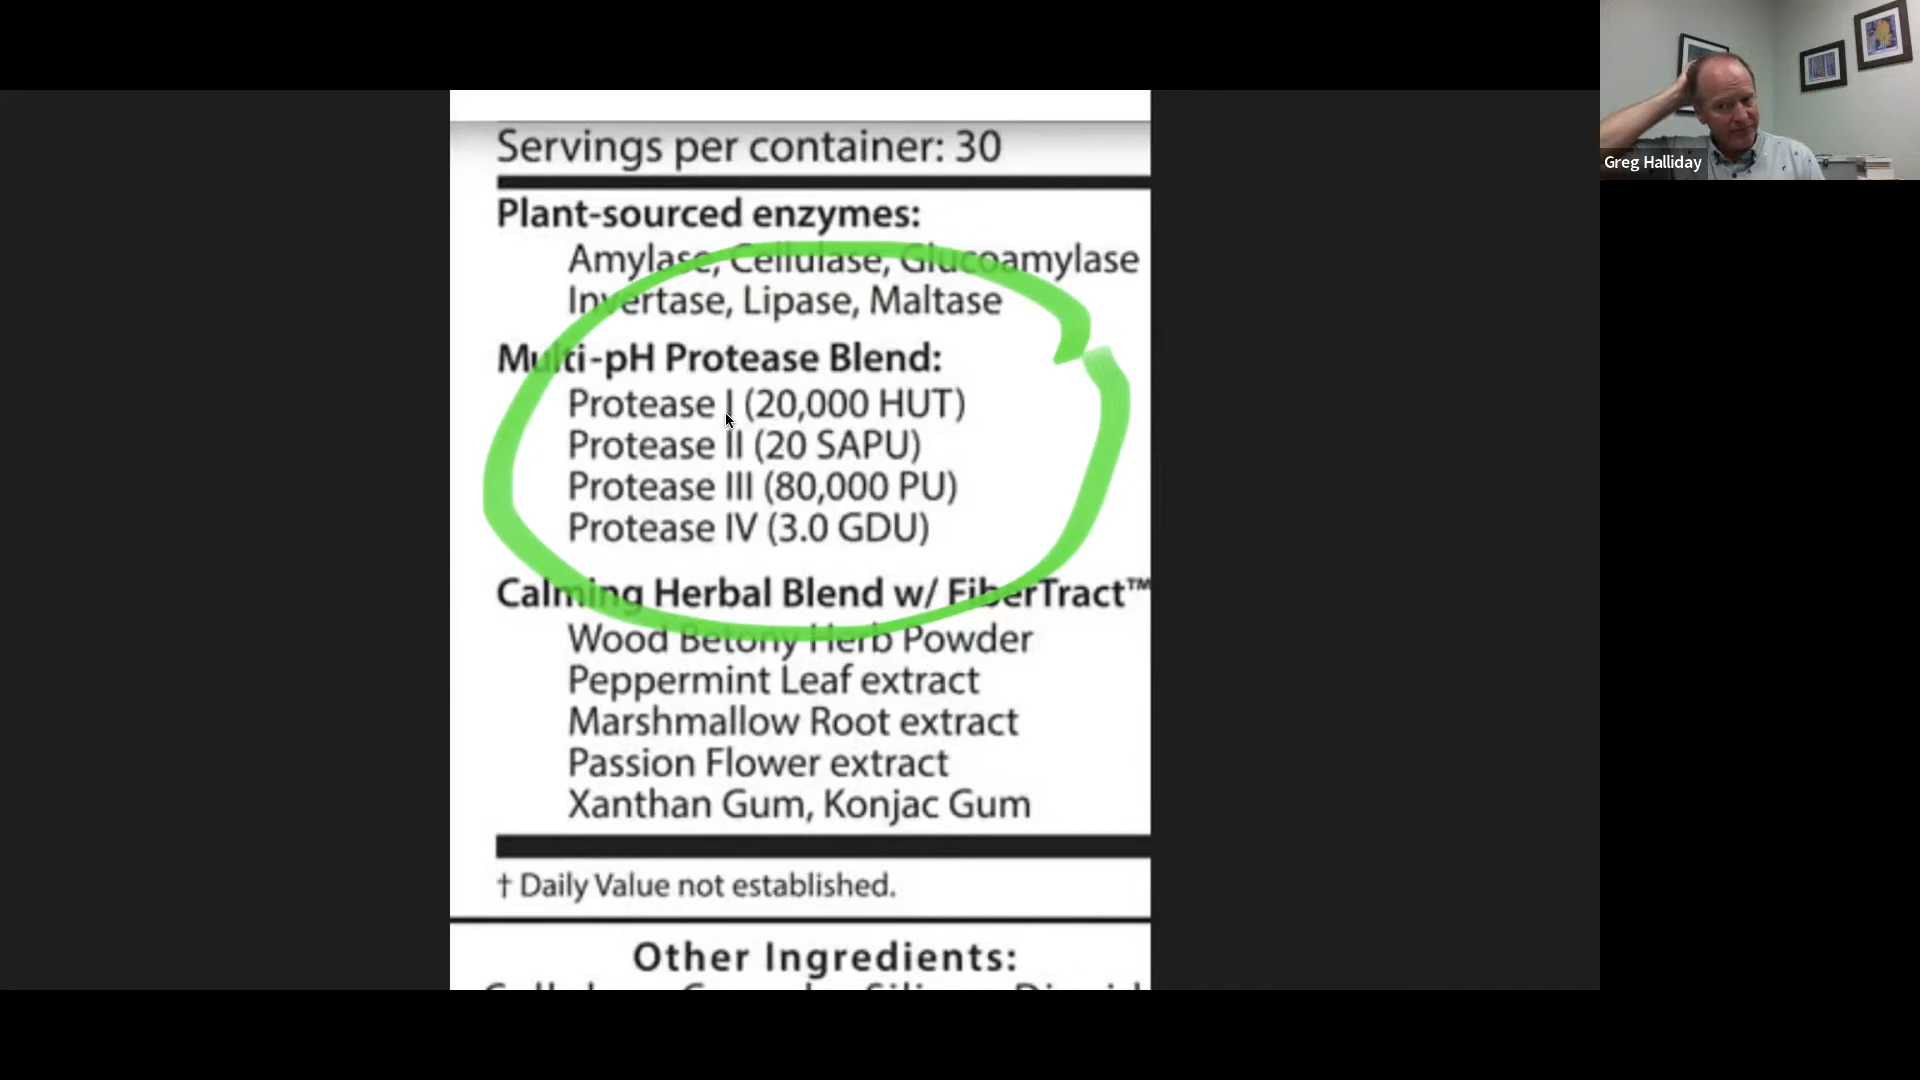 Servings per container: 30
Plant-sourced enzymes:
Amylase, Cellulase, Glucoamylase
Invertase, Lipase, Maltase
Multi-pH Protease Blend:
Protease I (20,000 HUT)
Protease II (20 SAPU)
Protease III (80,000 PU)
Protease IV (3.0 GDU)
Calming Herbal Blend w/ FiberTract™
Wood Betony Herb Powder
Peppermint Leaf extract
Marshmallow Root extract
Passion Flower extract
Xanthan Gum, Konjac Gum
† Daily Value not established.
Other Ingredients:
Greg Halliday